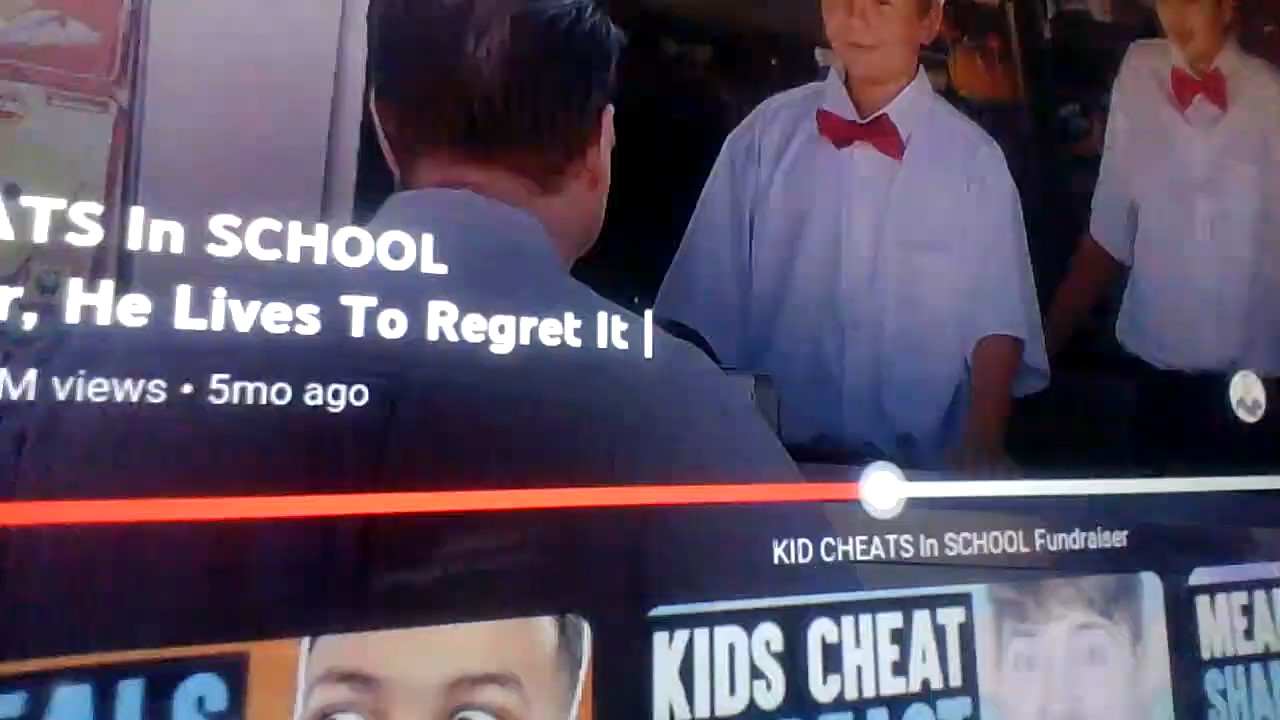 ATS In SCHOOL
r, He Lives To Regret It |
M views • 5mo ago
KID CHEATS In SCHOOL Fundraiser
KIDS CHEAT